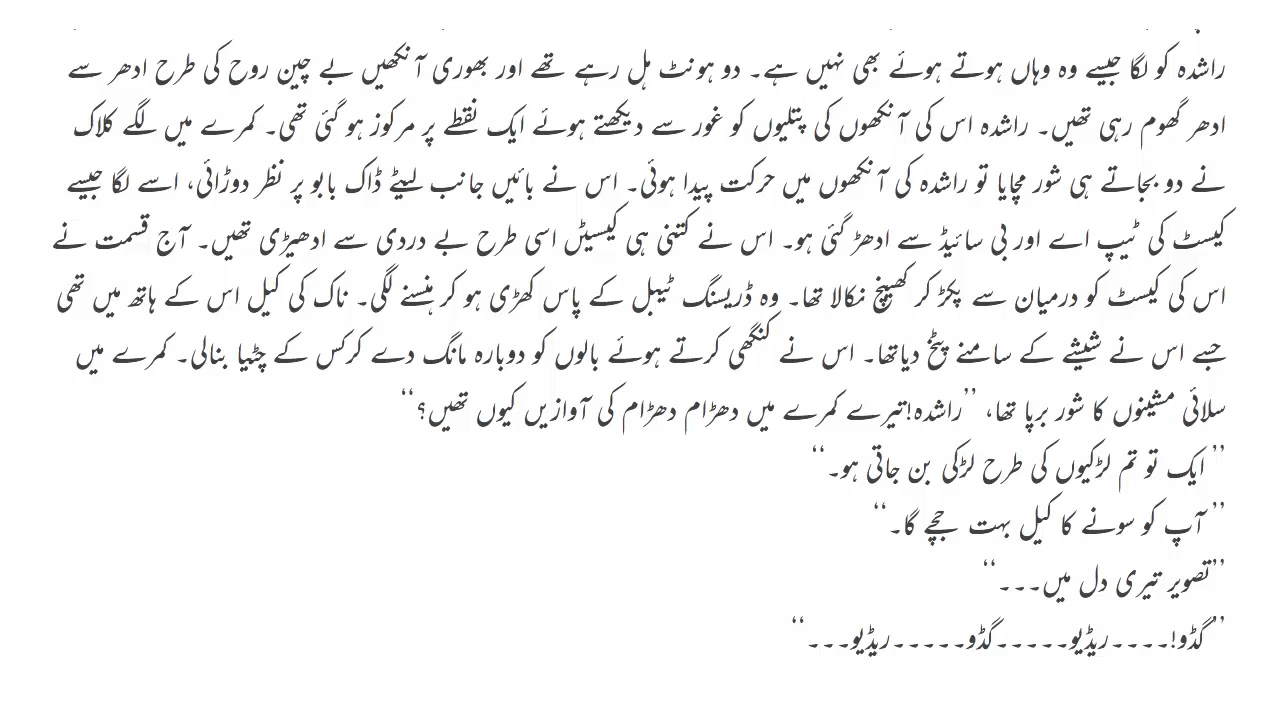 راشدہ کو لگا جیسے وہ وہاں ہوتے ہوئے بھی نہیں ہے۔ دو ہونٹ ہل رہے تھے اور بھوری آنکھیں بے چین روح کی طرح ادھر سے
ادھر گھوم رہی تھیں۔ راشدہ اس کی آنکھوں کی پتلیوں کو غور سے دیکھتے ہوئے ایک نقطے پر مرکوز ہو گئی تھی۔ کمرے میں لگے کلاک
نے دو بجاتے ہی شور مچایا تو راشدہ کی آنکھوں میں حرکت پیدا ہوئی۔ اس نے بائیں جانب لیٹے ڈاک بابو پر نظر دوڑائی، اسے لگا جیسے
کیسٹ کی ٹیپ اے اور بی سائیڈ سے ادھڑ گئی ہو۔ اس نے کتنی ہی کیسیٹں اسی طرح بے دردی سے ادھیڑی تھیں۔ آج قسمت نے
اس کی کیسٹ کو درمیان سے پکڑ کر کھینچ نکالا تھا۔ وہ ڈریسنگ ٹیبل کے پاس کھڑی ہو کر ہنسنے لگی۔ ناک کی کیل اس کے ہاتھ میں تھی
جسے اس نے شیشے کے سامنے پٹخ دیاتھا۔ اس نے کنگھی کرتے ہوئے بالوں کو دوبارہ مانگ دے کرکس کے چٹیا بنالی۔ کمرے میں
سلائی مشینوں کا شور برپا تھا، ’’راشدہ!تیرے کمرے میں دھڑام دھڑام کی آوازیں کیوں تھیں؟‘‘
’’ ایک تو تم لڑکیوں کی طرح لڑکی بن جاتی ہو۔‘‘
’’ آپ کو سونے کا کیل بہت جچے گا۔‘‘
’’تصویر تیری دل میں۔۔۔‘‘
’’گڈو!۔۔۔۔ریڈیو۔۔۔۔۔گڈو۔۔۔۔۔ریڈیو۔۔۔‘‘